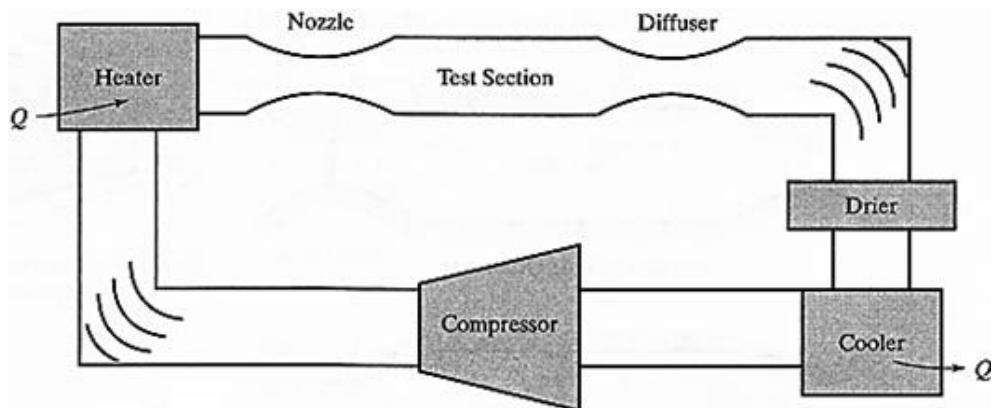 Nozzle
Diffuser
Heater
Test Section
Q
Drier
Compressor
Cooler
Q